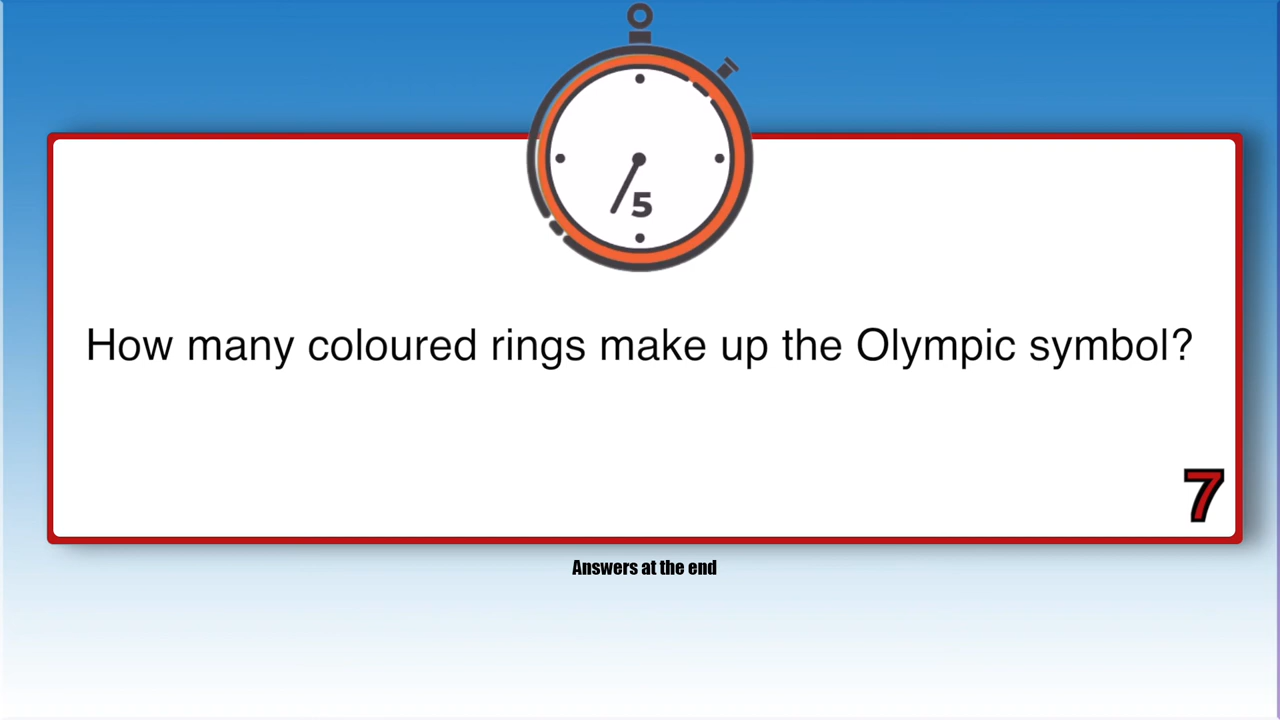 5
How many coloured rings make up the Olympic symbol?
7
Answers at the end